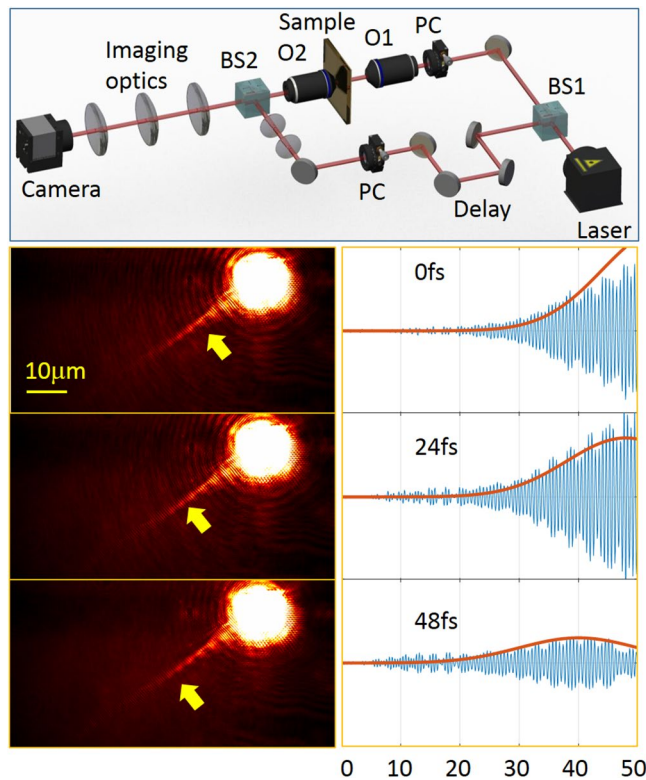 Sample
PC
O1
O2
Imaging
optics
BS2
BS1
Camera
PC
Delay
Laser
0fs
10μm
24fs
48fs
0 10 20 30 40 50